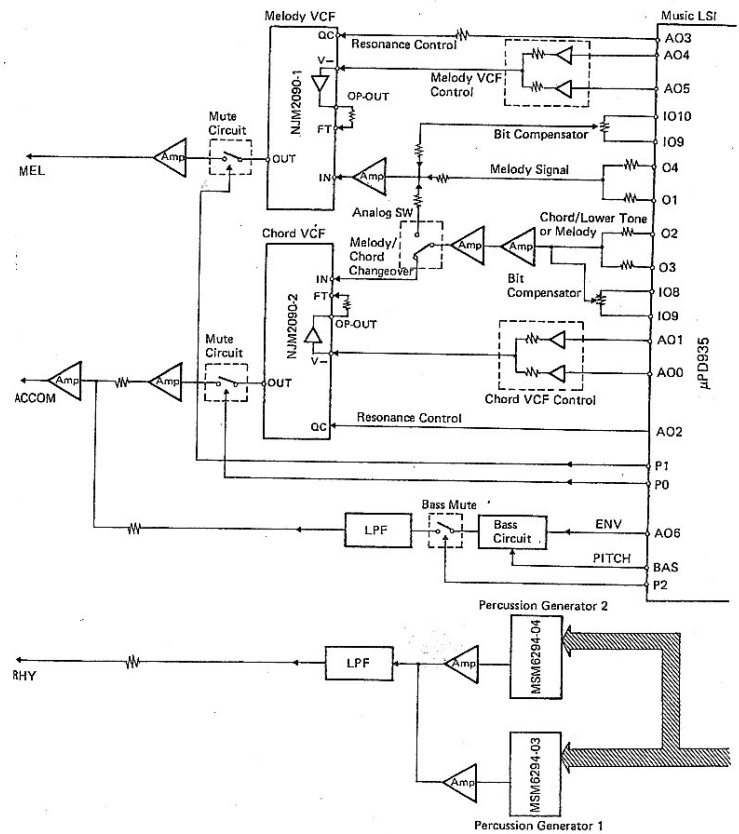 Melody VCF
Music LSI
QC
Resonance Control
AO3
AO4
V-
Melody VCF
Control
AO5
NJM2090-1
OP-OUT
FT
Mute
Circuit
Bit Compensator
IO10
IO9
Amp
OUT
MEL
IN
Amp
Melody Signal
O4
O1
Analog SW
Chord VCF
Melody/
Chord
Changeover
Amp
Amp
Chord/Lower Tone
or Melody
O2
O3
IN
FT
OP-OUT
Bit
Compensator
IO8
IO9
NJM2090-2
Mute
Circuit
V-
AO1
AO0
μPD935
Amp
ACCOM
Amp
OUT
Chord VCF Control
QC
Resonance Control
AO2
P1
P0
Bass Mute
LPF
Bass
Circuit
ENV
AO6
PITCH
BAS
P2
Percussion Generator 2
MSM6294-04
RHY
LPF
Amp
MSM6294-03
Amp
Percussion Generator 1